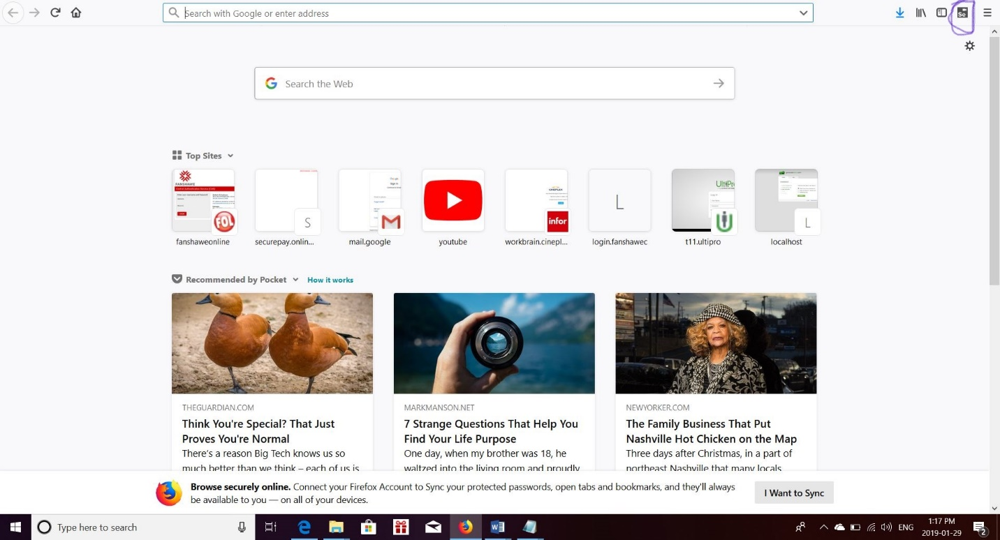 Search with Google or enter address
Se
Search the Web
Top Sites
FANSHAWE
FOL
S
infor
L
UltiPro
L
fanshaweonline
securepay.onlin...
mail.google
youtube
workbrain.cinepl...
login.fanshawec
t11.ultipro
localhost
Recommended by Pocket
How it works
THEGUARDIAN.COM
Think You're Special? That Just
Proves You're Normal
There's a reason Big Tech knows us so
much better than we think – each of us is
MARKMANSON.NET
7 Strange Questions That Help You
Find Your Life Purpose
One day, when my brother was 18, he
waltzed into the living room and proudly
NEWYORKER.COM
The Family Business That Put
Nashville Hot Chicken on the Map
Three days after Christmas, in a part of
northeast Nashville that many locals
Browse securely online. Connect your Firefox Account to Sync your protected passwords, open tabs and bookmarks, and they'll always
be available to you — on all of your devices.
I Want to Sync
Type here to search
ENG
1:17 PM
2019-01-29
2